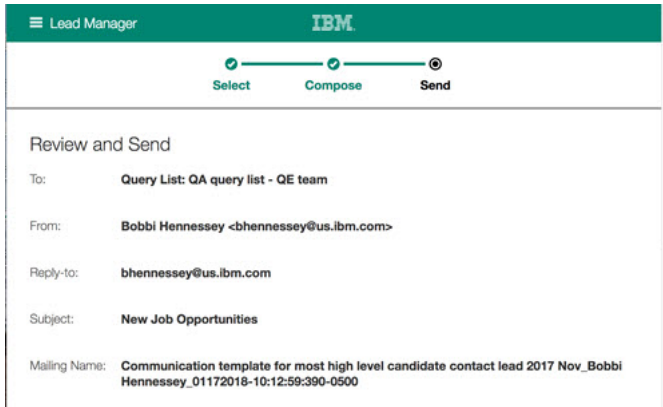 Lead Manager
IBM
Select
Compose
Send
Review and Send
To: Query List: QA query list - QE team
From: Bobbi Hennessey <bhennessey@us.ibm.com>
Reply-to: bhennessey@us.ibm.com
Subject: New Job Opportunities
Mailing Name: Communication template for most high level candidate contact lead 2017 Nov_Bobbi
Hennessey_01172018-10:12:59:390-0500